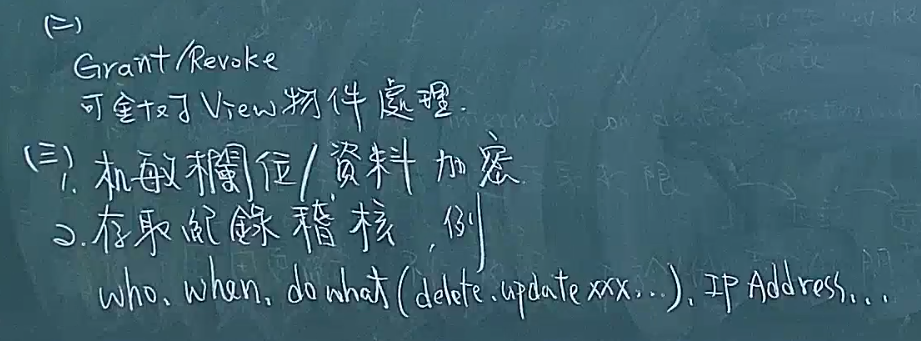 (二)
Grant/Revoke
可針对View物件處理.
(三)1.机敏欄位/資料加密
2.存取紀錄稽核,例
who、when、do what(delete、update xxx...)、IP Address...